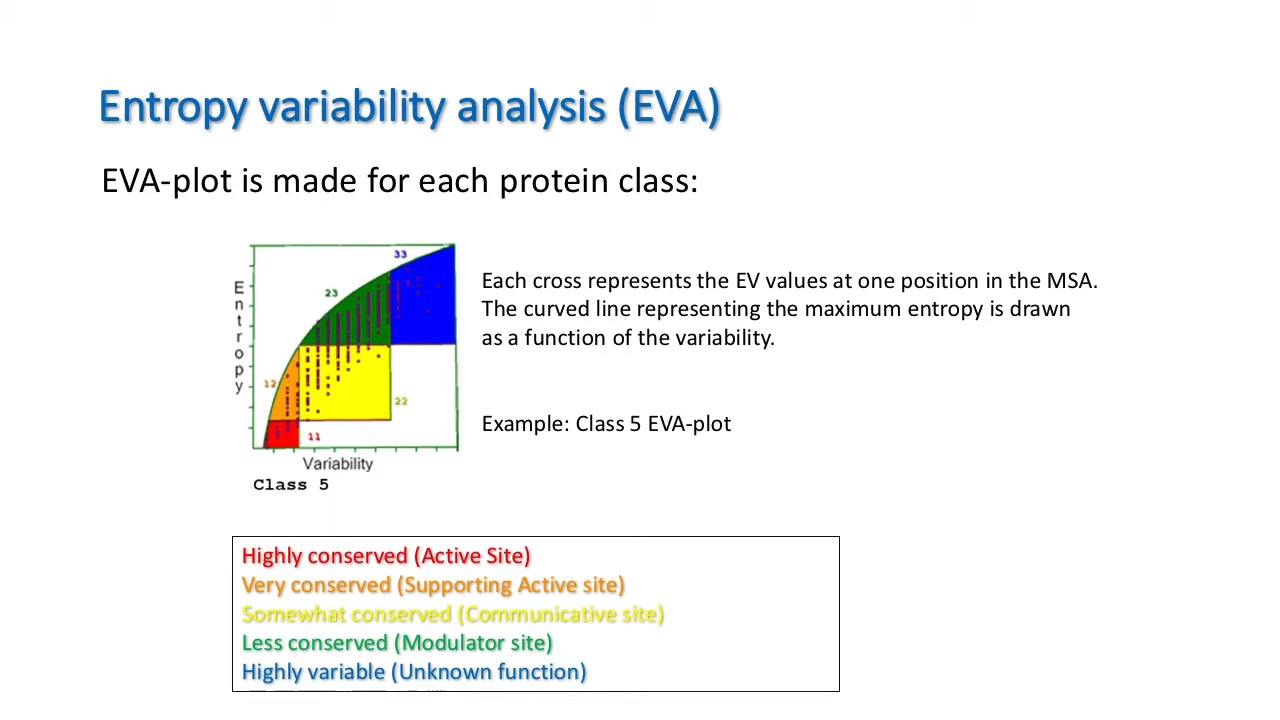 Entropy variability analysis (EVA)
EVA-plot is made for each protein class:
33
23
12
22
11
Entropy
Variability
Class 5
Each cross represents the EV values at one position in the MSA.
The curved line representing the maximum entropy is drawn
as a function of the variability.
Example: Class 5 EVA-plot
Highly conserved (Active Site)
Very conserved (Supporting Active site)
Somewhat conserved (Communicative site)
Less conserved (Modulator site)
Highly variable (Unknown function)